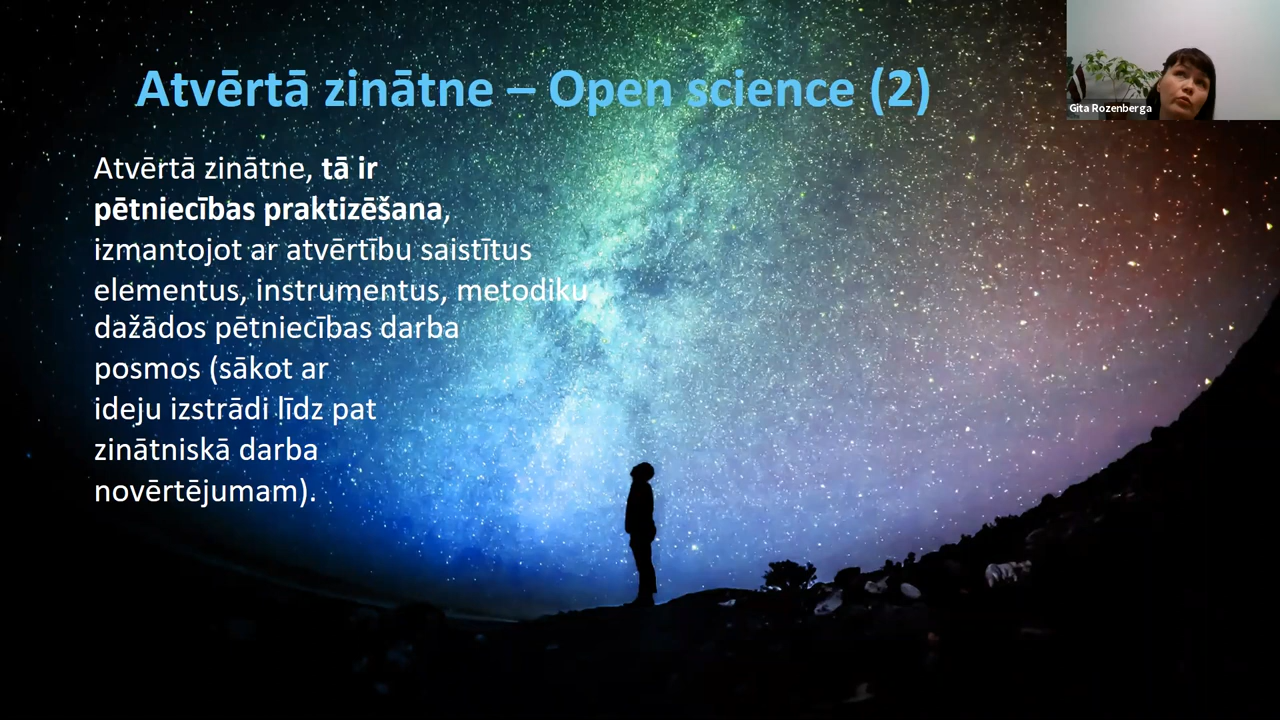 Atvērtā zinātne – Open science (2)
Gita Rozenberga
Atvērtā zinātne, tā ir
pētniecības praktizēšana,
izmantojot ar atvērtību saistītus
elementus, instrumentus, metodiku
dažādos pētniecības darba
posmos (sākot ar
ideju izstrādi līdz pat
zinātniskā darba
novērtējumam).